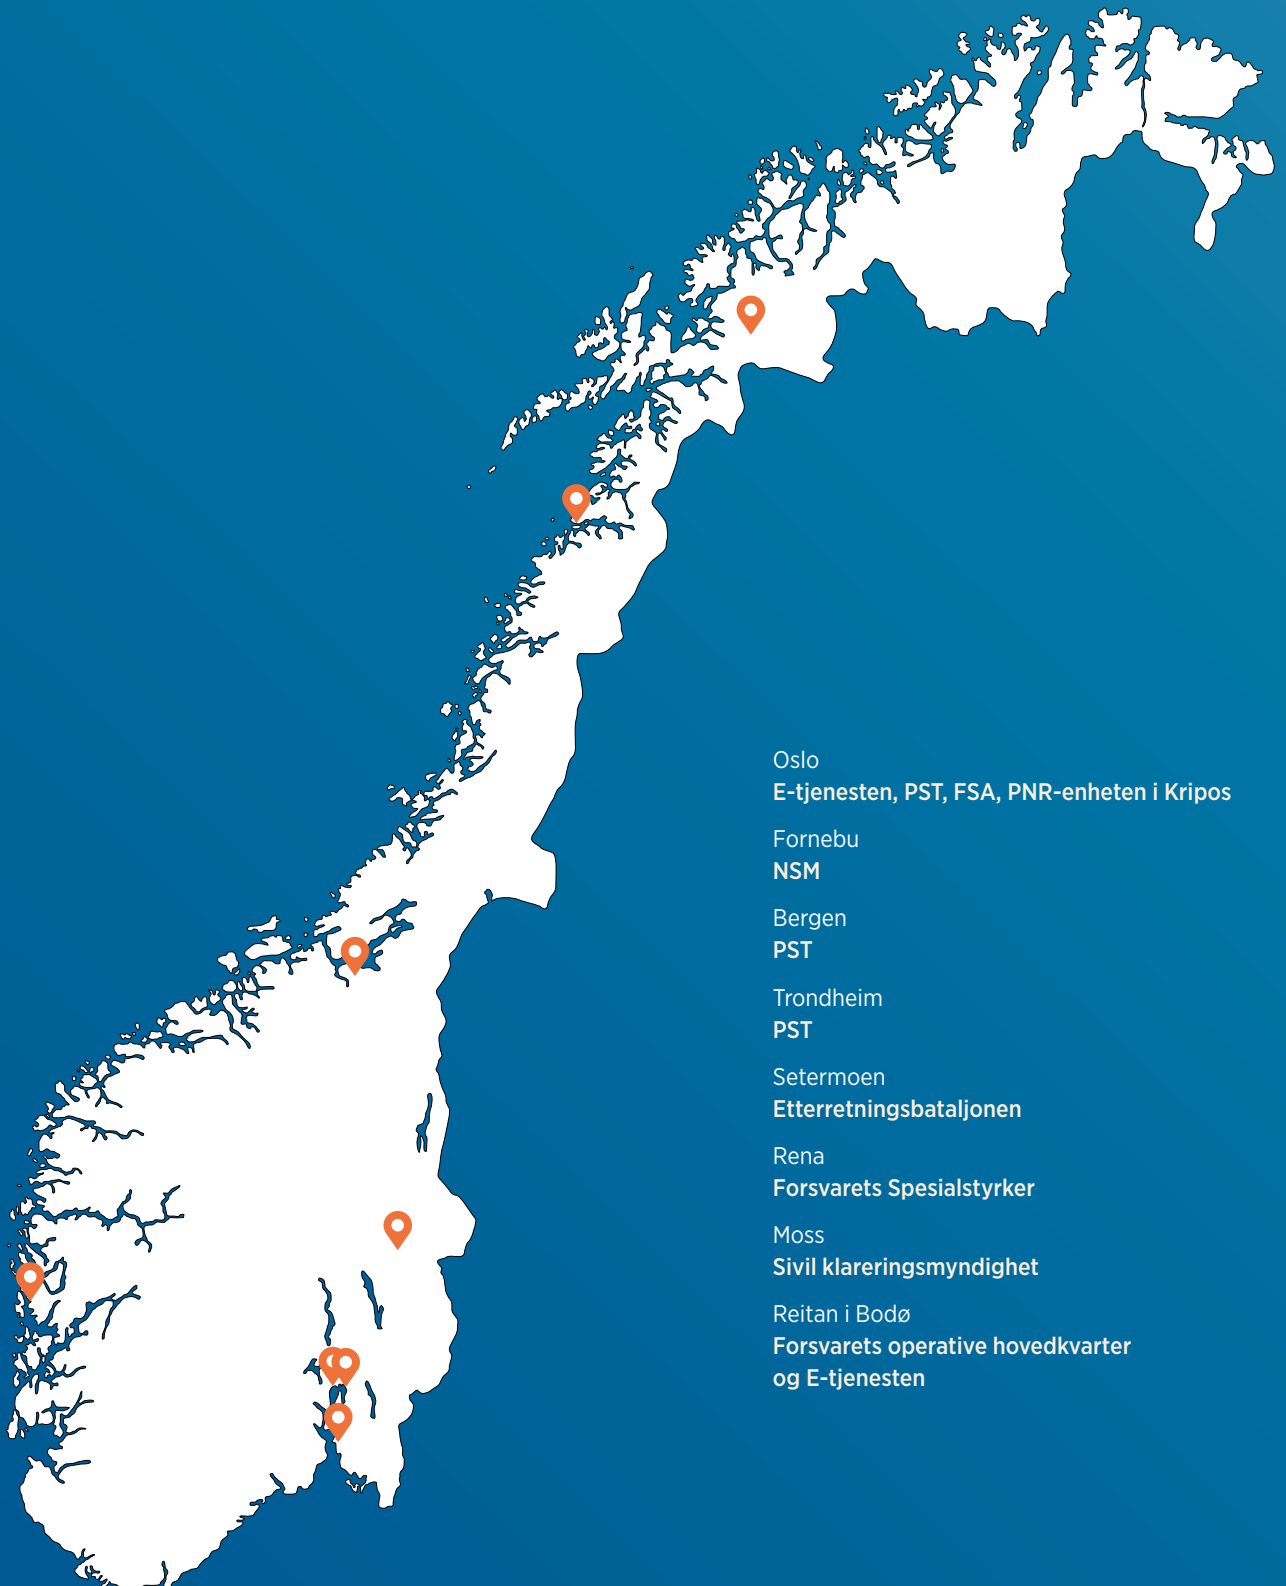 Oslo
E-tjenesten, PST, FSA, PNR-enheten i Kripos
Fornebu
NSM
Bergen
PST
Trondheim
PST
Setermoen
Etterretningsbataljonen
Rena
Forsvarets Spesialstyrker
Moss
Sivil klareringsmyndighet
Reitan i Bodø
Forsvarets operative hovedkvarter
og E-tjenesten